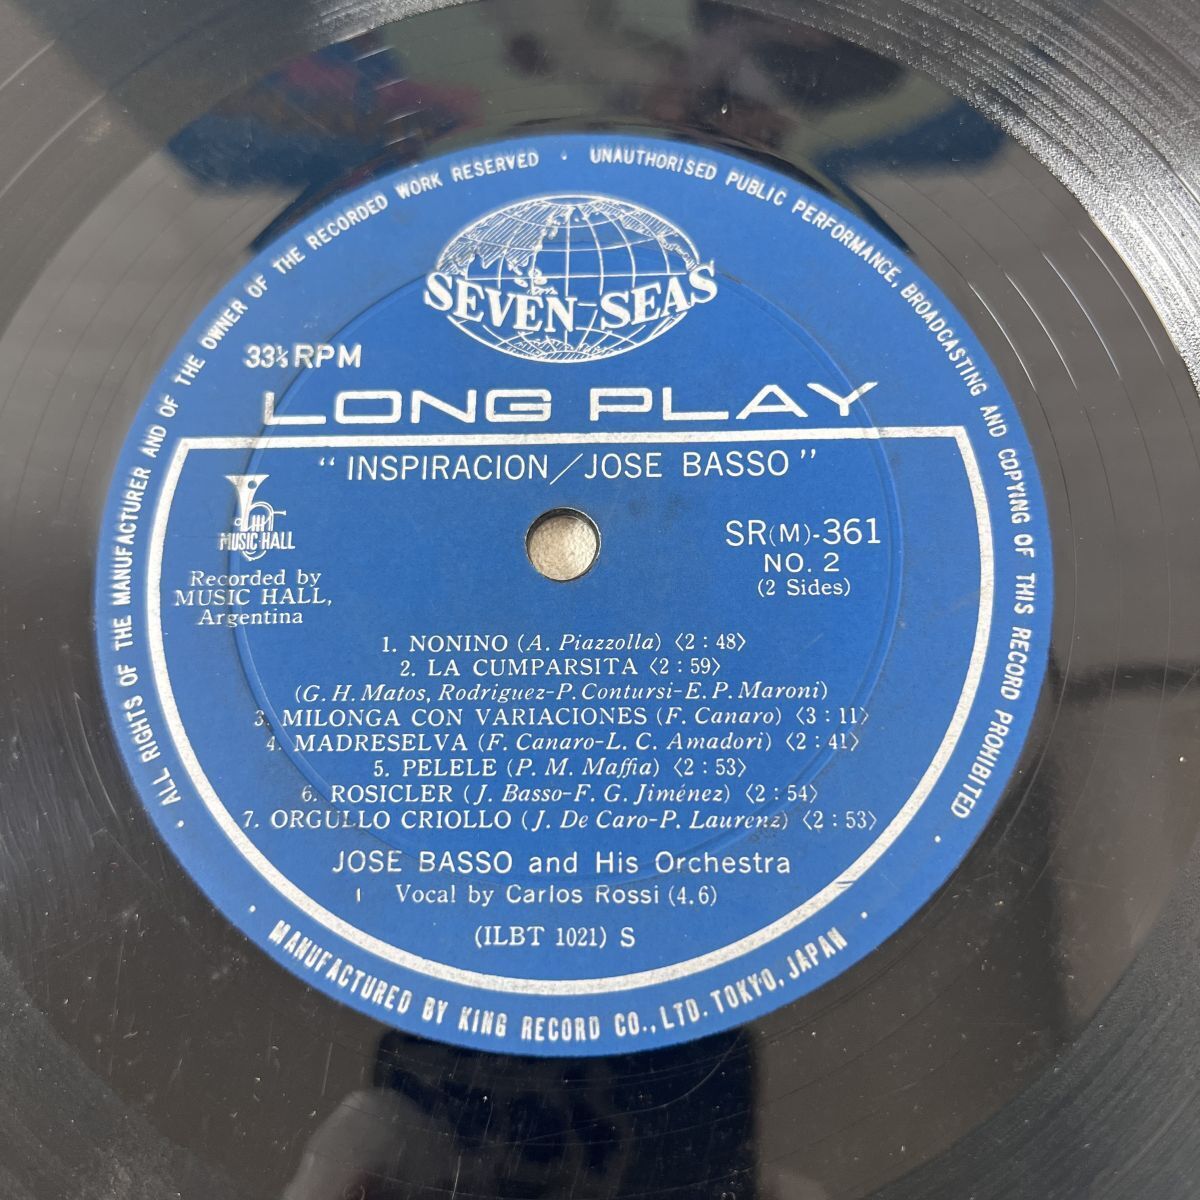 ALL RIGHTS OF THE MANUFACTURER AND OF THE OWNER OF THE RECORDED WORK RESERVED · UNAUTHORISED PUBLIC PERFORMANCE, BROADCASTING AND COPYING OF THIS RECORD PROHIBITED
SEVEN SEAS
33⅓ RPM
LONG PLAY
"INSPIRACION/JOSE BASSO"
MUSIC HALL
Recorded by
MUSIC HALL,
Argentina
SR(M)-361
NO. 2
(2 Sides)
1. NONINO (A. Piazzolla) 〈2:48〉
2. LA CUMPARSITA 〈2:59〉
(G. H. Matos, Rodriguez-P. Contursi-E. P. Maroni)
3. MILONGA CON VARIACIONES (F. Canaro) 〈3:11〉
4. MADRESELVA (F. Canaro-L. C. Amadori) 〈2:41〉
5. PELELE (P. M. Maffia) 〈2:53〉
6. ROSICLER (J. Basso-F. G. Jiménez) 〈2:54〉
7. ORGULLO CRIOLLO (J. De Caro-P. Laurenz) 〈2:53〉
JOSE BASSO and His Orchestra
Vocal by Carlos Rossi (4.6)
(ILBT 1021) S
· MANUFACTURED BY KING RECORD CO., LTD. TOKYO, JAPAN ·